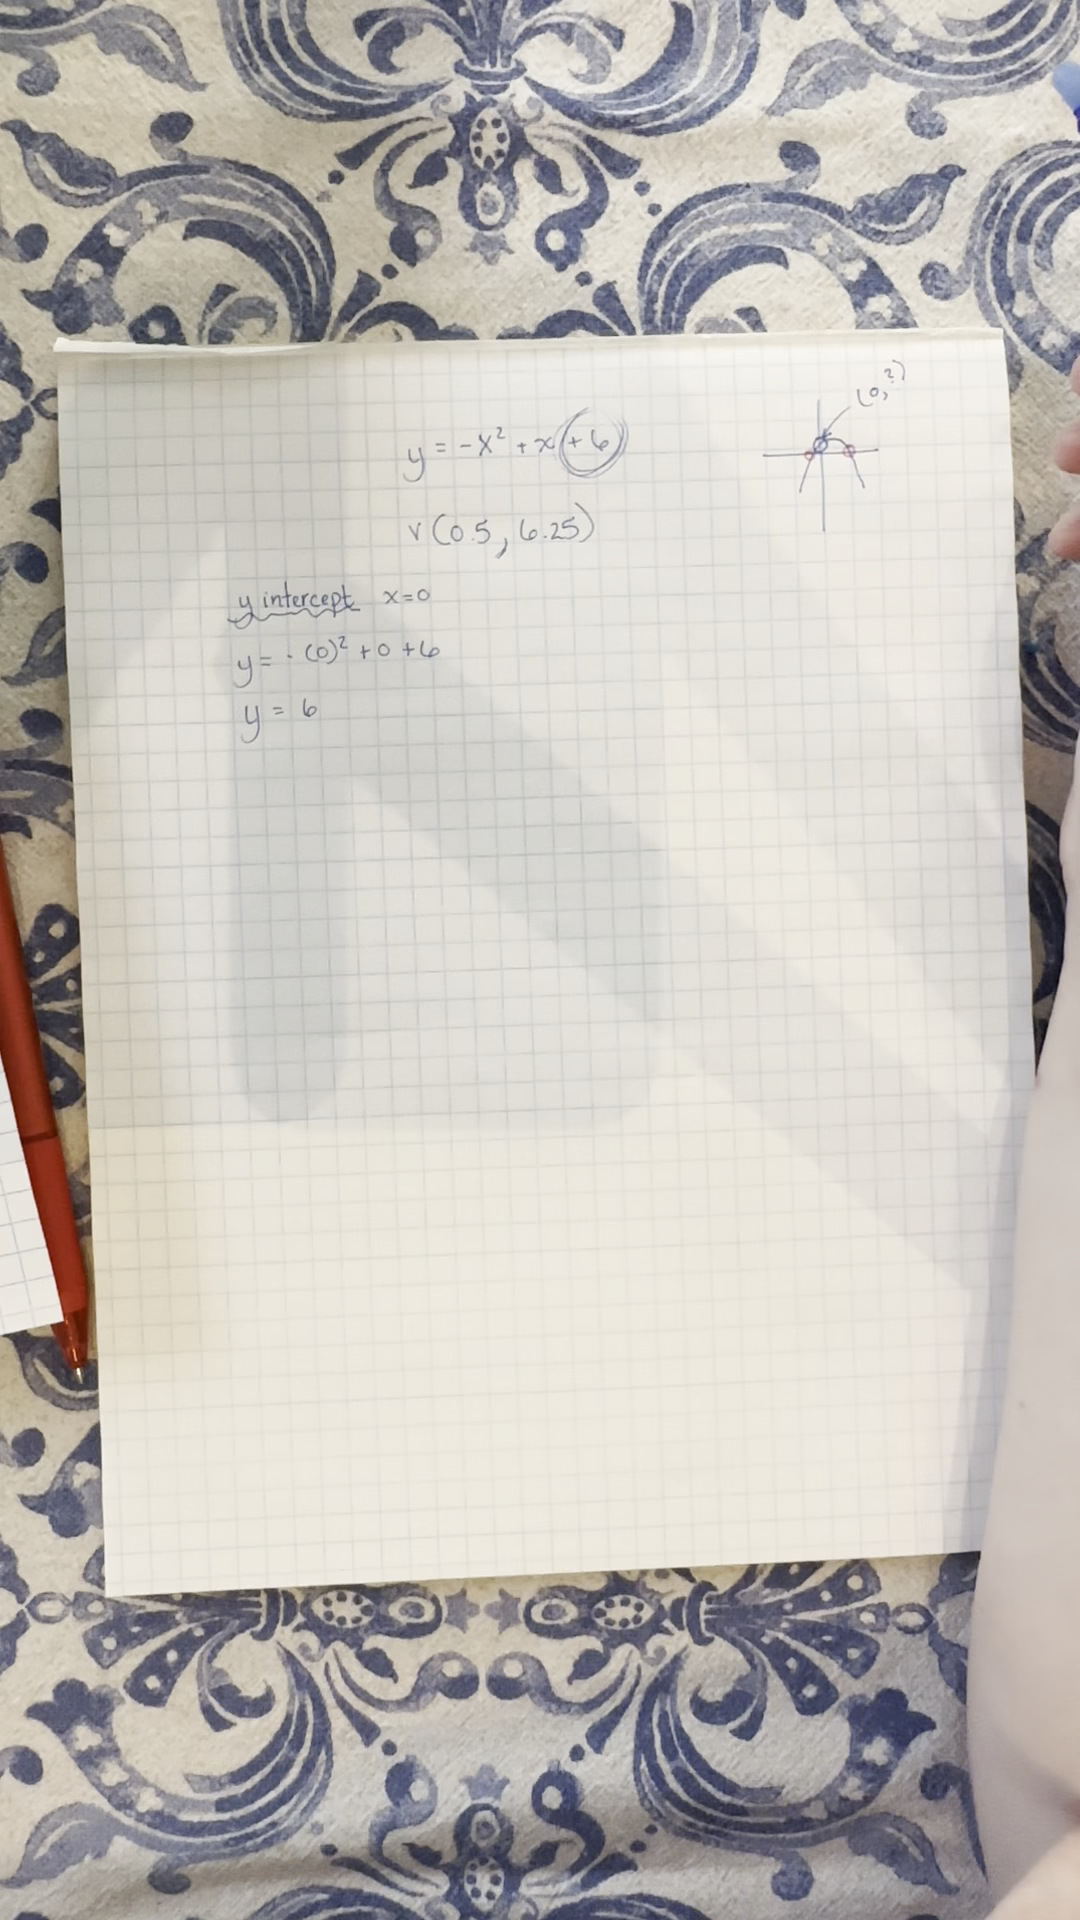 y = -x² + x + 6
(0, ?)
v(0.5, 6.25)
y intercept x=0
y = -(0)² + 0 + 6
y = 6